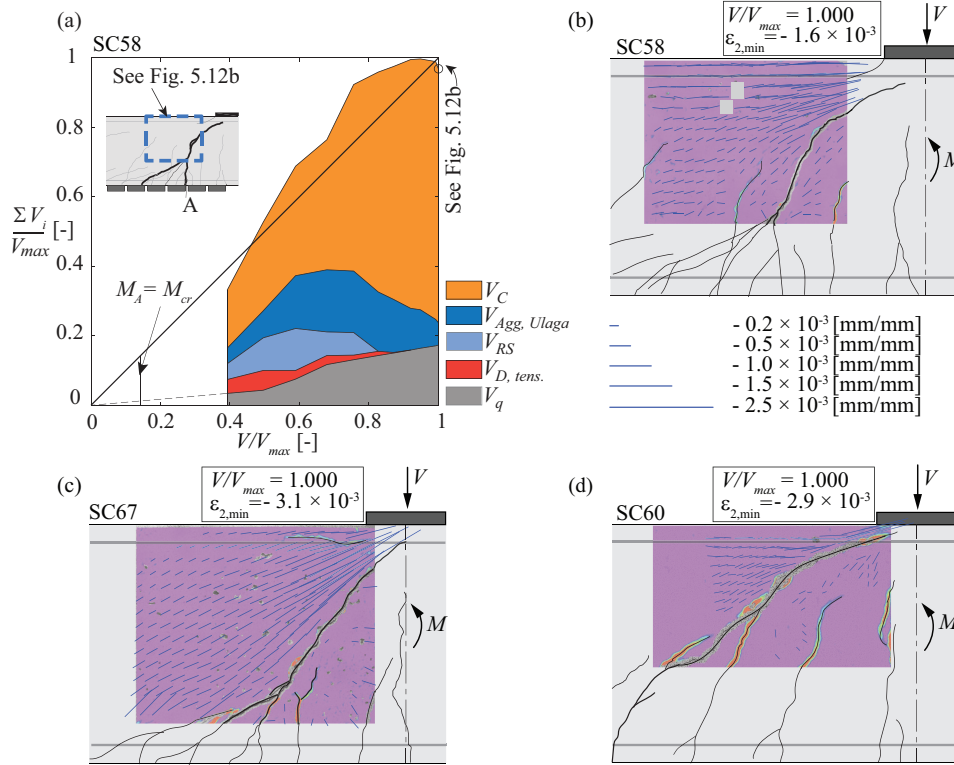 (a)
SC58
See Fig. 5.12b
A
1
0.8
0.6
0.4
0.2
0
Σ V_i / V_max [-]
M_A = M_cr
0 0.2 0.4 0.6 0.8 1
V/V_max [-]
See Fig. 5.12b
V_C
V_Agg, Ulaga
V_RS
V_D, tens.
V_q
(b)
SC58
V/V_max = 1.000
ε_2,min = - 1.6 × 10^-3
V
M
- 0.2 × 10^-3 [mm/mm]
- 0.5 × 10^-3 [mm/mm]
- 1.0 × 10^-3 [mm/mm]
- 1.5 × 10^-3 [mm/mm]
- 2.5 × 10^-3 [mm/mm]
(c)
SC67
V/V_max = 1.000
ε_2,min = - 3.1 × 10^-3
V
M
(d)
SC60
V/V_max = 1.000
ε_2,min = - 2.9 × 10^-3
V
M